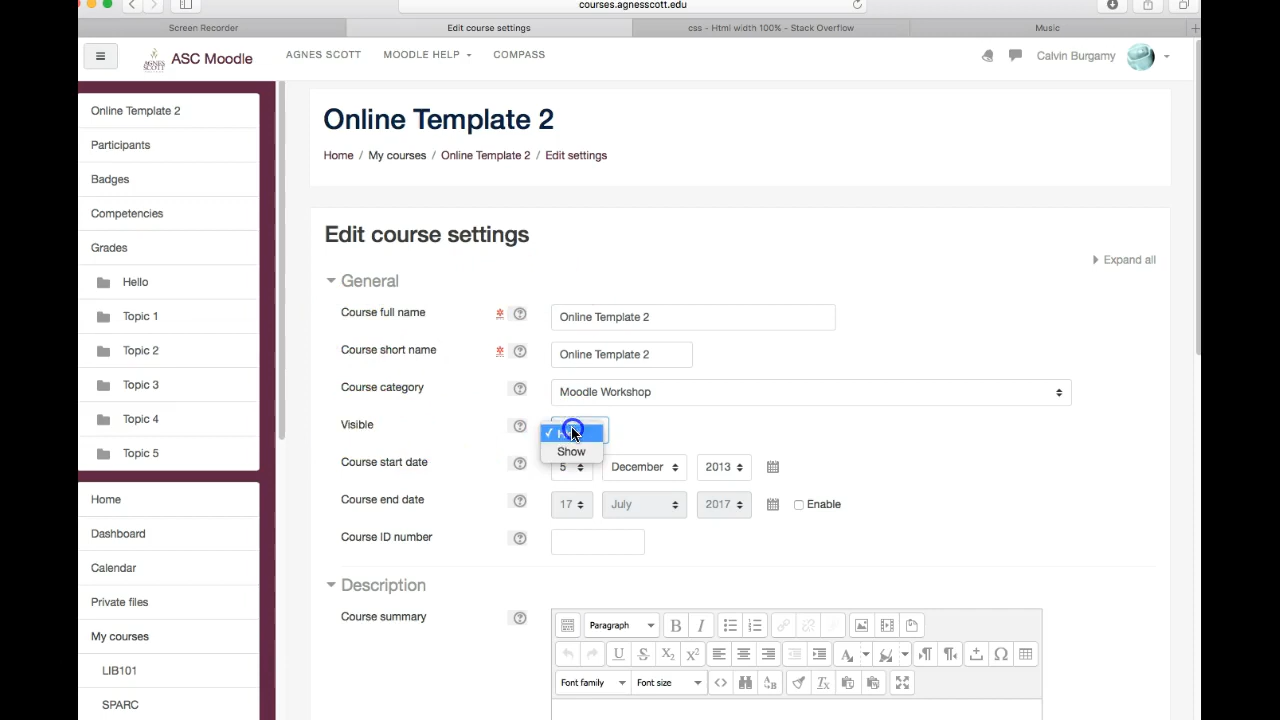 courses.agnesscott.edu
Screen Recorder
Edit course settings
css - Html width 100% - Stack Overflow
Music
ASC Moodle
AGNES SCOTT
MOODLE HELP
COMPASS
Calvin Burgamy
Online Template 2
Participants
Badges
Competencies
Grades
Hello
Topic 1
Topic 2
Topic 3
Topic 4
Topic 5
Home
Dashboard
Calendar
Private files
My courses
LIB101
SPARC
Online Template 2
Home / My courses / Online Template 2 / Edit settings
Edit course settings
Expand all
General
Course full name
Online Template 2
Course short name
Online Template 2
Course category
Moodle Workshop
Visible
Show
Course start date
5 December 2013
Course end date
17 July 2017 Enable
Course ID number
Description
Course summary
Paragraph
Font family Font size